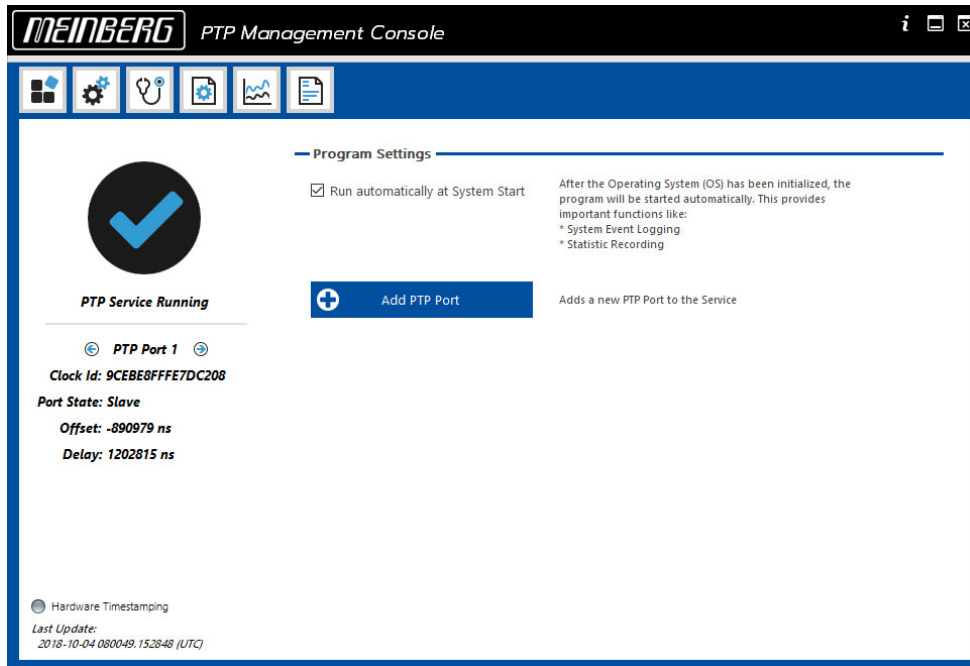 MEINBERG PTP Management Console
Program Settings
Run automatically at System Start
After the Operating System (OS) has been initialized, the
program will be started automatically. This provides
important functions like:
* System Event Logging
* Statistic Recording
Add PTP Port
Adds a new PTP Port to the Service
PTP Service Running
PTP Port 1
Clock Id: 9CEBE8FFFE7DC208
Port State: Slave
Offset: -890979 ns
Delay: 1202815 ns
Hardware Timestamping
Last Update:
2018-10-04 080049.152848 (UTC)